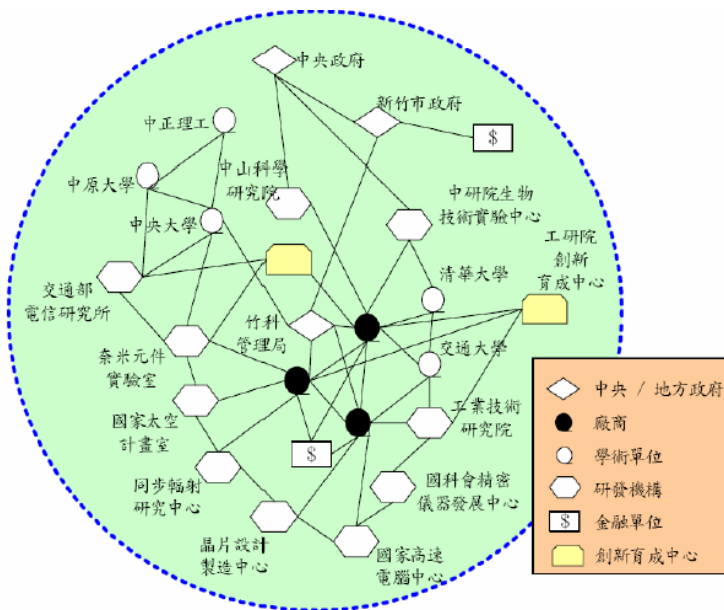 中央政府
新竹市政府
$
中正理工
中原大學
中山科學
研究院
中央大學
中研院生物
技術實驗中心
工研院
創新
育成中心
清華大學
交通部
電信研究所
竹科
管理局
交通大學
奈米元件
實驗室
國家太空
計畫室
工業技術
研究院
$
同步輻射
研究中心
國科會精密
儀器發展中心
晶片設計
製造中心
國家高速
電腦中心
中央 / 地方政府
廠商
學術單位
研發機構
$
金融單位
創新育成中心